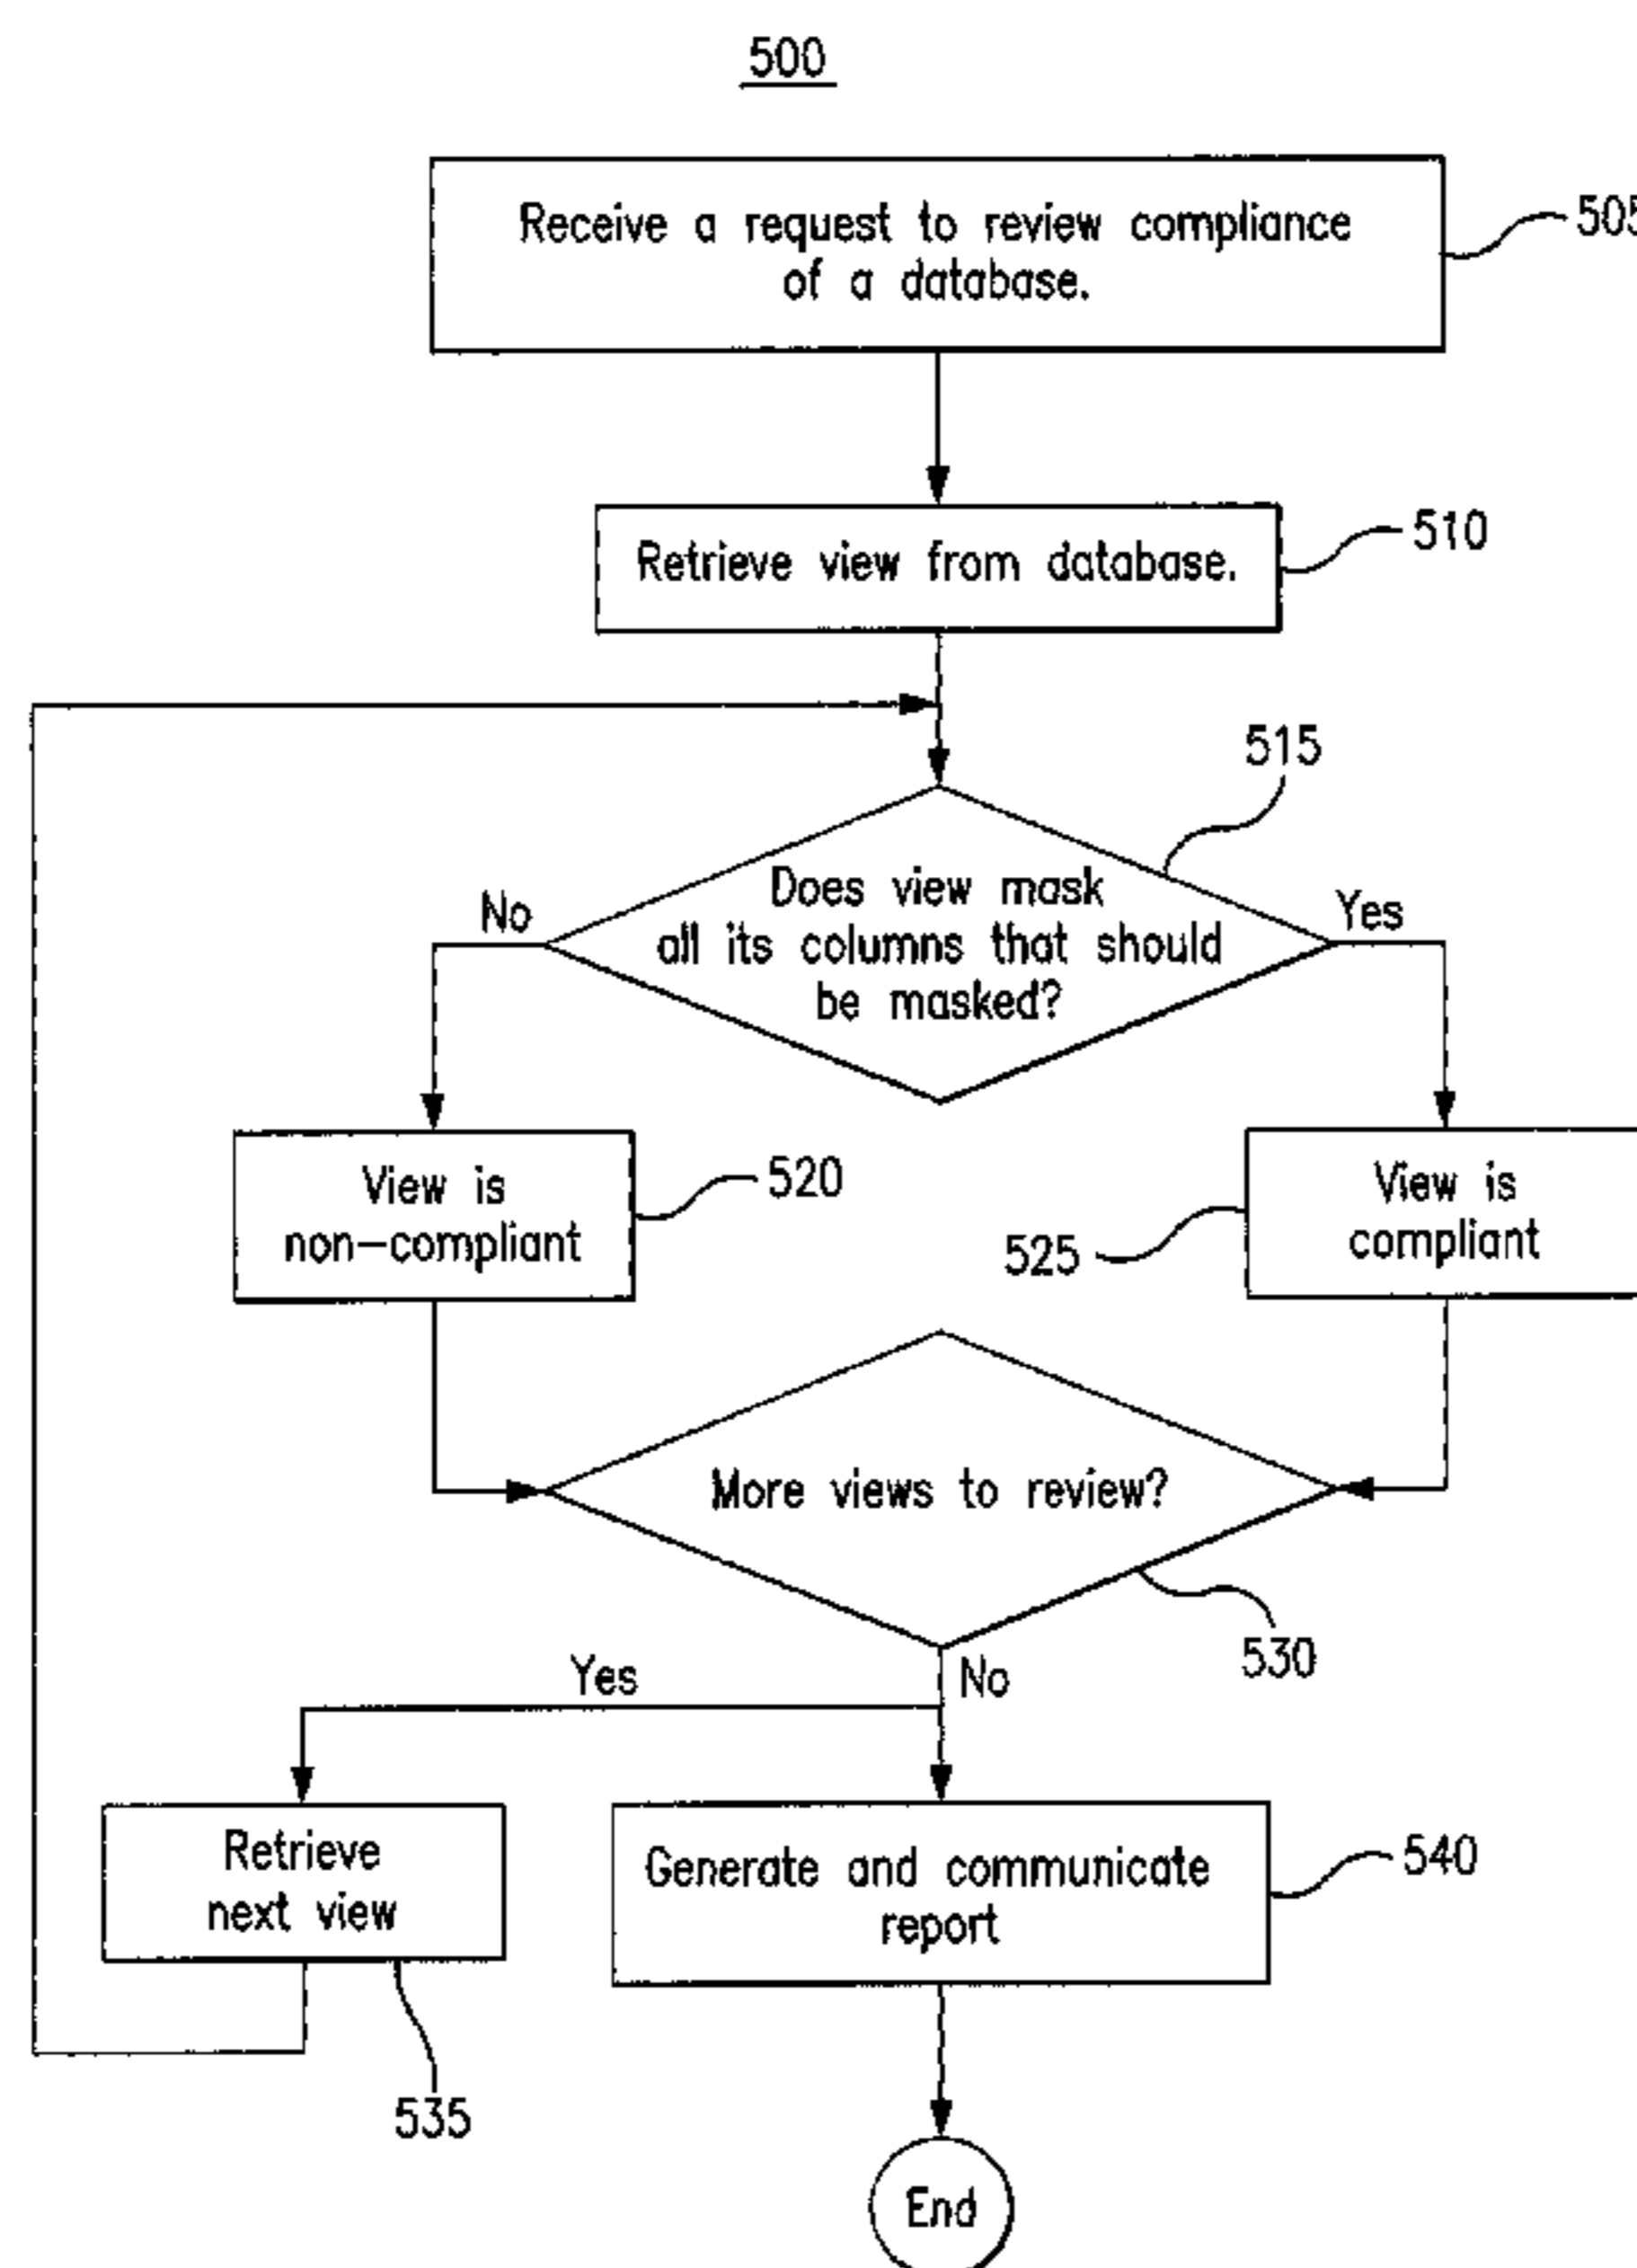 500
Receive a request to review compliance
of a database.
505
Retrieve view from database.
510
515
No
Does view mask
all its columns that should
be masked?
Yes
View is
non-compliant
520
525
View is
compliant
More views to review?
530
Yes
No
Retrieve
next view
Generate and communicate
report
540
535
End